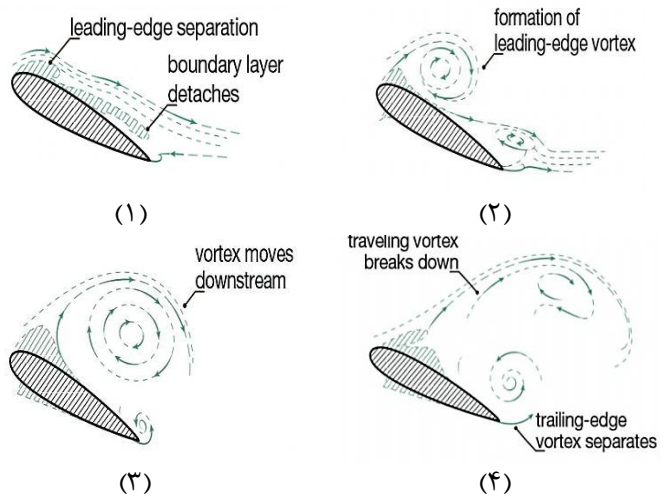 leading-edge separation
boundary layer
detaches
(۱)
formation of
leading-edge vortex
(۲)
vortex moves
downstream
(۳)
traveling vortex
breaks down
trailing-edge
vortex separates
(۴)